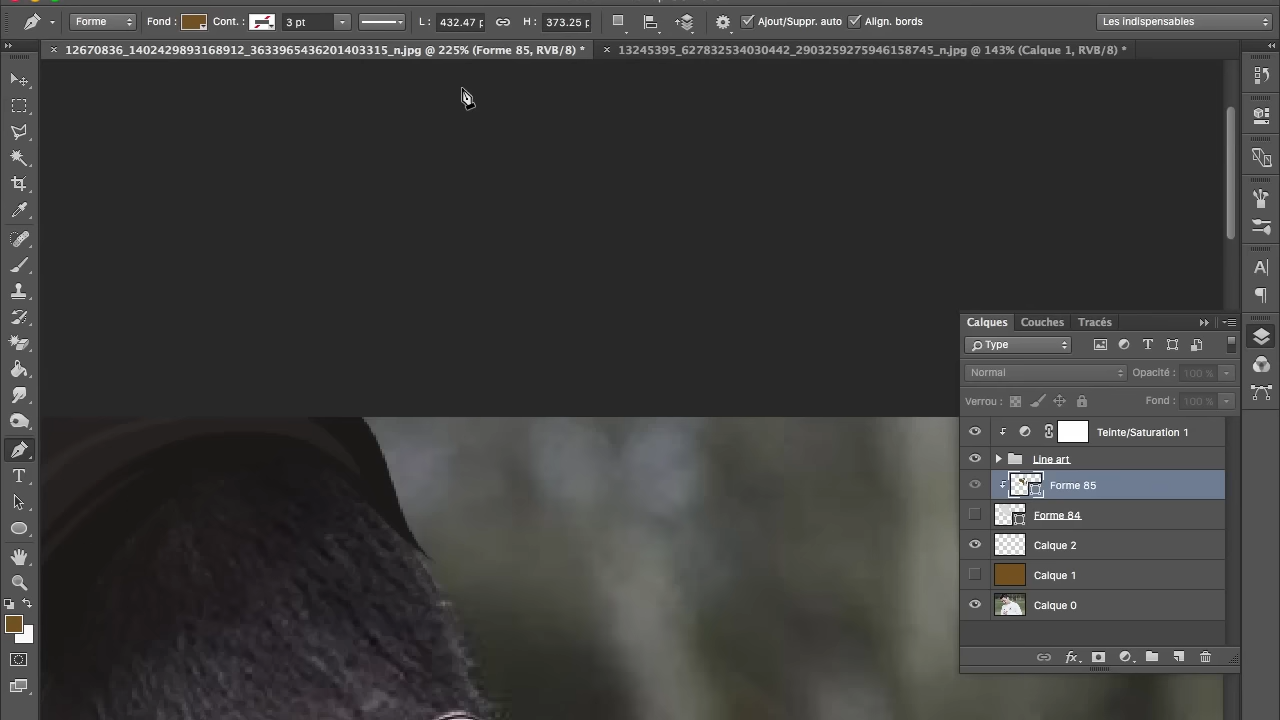 Forme Fond : Cont. : 3 pt L : 432.47 p H : 373.25 p Ajout/Suppr. auto Align. bords Les indispensables
12670836_1402429893168912_3633965436201403315_n.jpg @ 225% (Forme 85, RVB/8) * 13245395_627832534030442_2903259275946158745_n.jpg @ 143% (Calque 1, RVB/8) *
Calques Couches Tracés
Type
Normal Opacité : 100 %
Verrou : Fond : 100 %
Teinte/Saturation 1
Line art
Forme 85
Forme 84
Calque 2
Calque 1
Calque 0